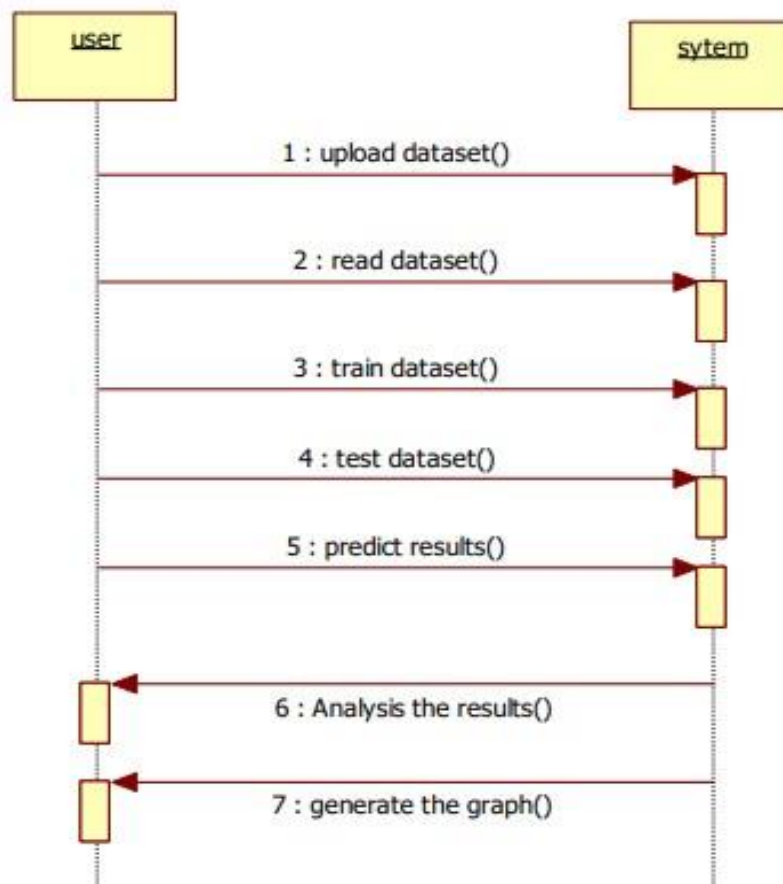 user
sytem
1 : upload dataset()
2 : read dataset()
3 : train dataset()
4 : test dataset()
5 : predict results()
6 : Analysis the results()
7 : generate the graph()